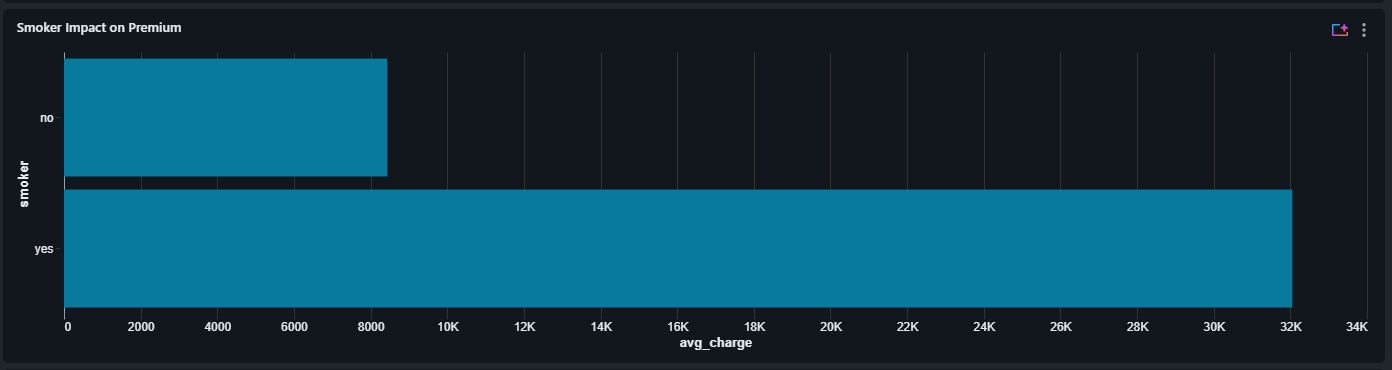 Smoker Impact on Premium
smoker
no
yes
0 2000 4000 6000 8000 10K 12K 14K 16K 18K 20K 22K 24K 26K 28K 30K 32K 34K
avg_charge